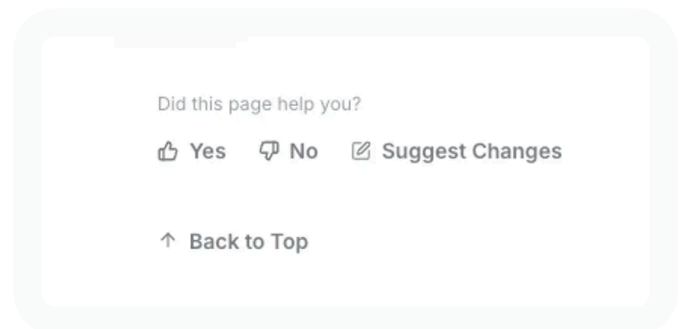 Did this page help you?
Yes No Suggest Changes
Back to Top